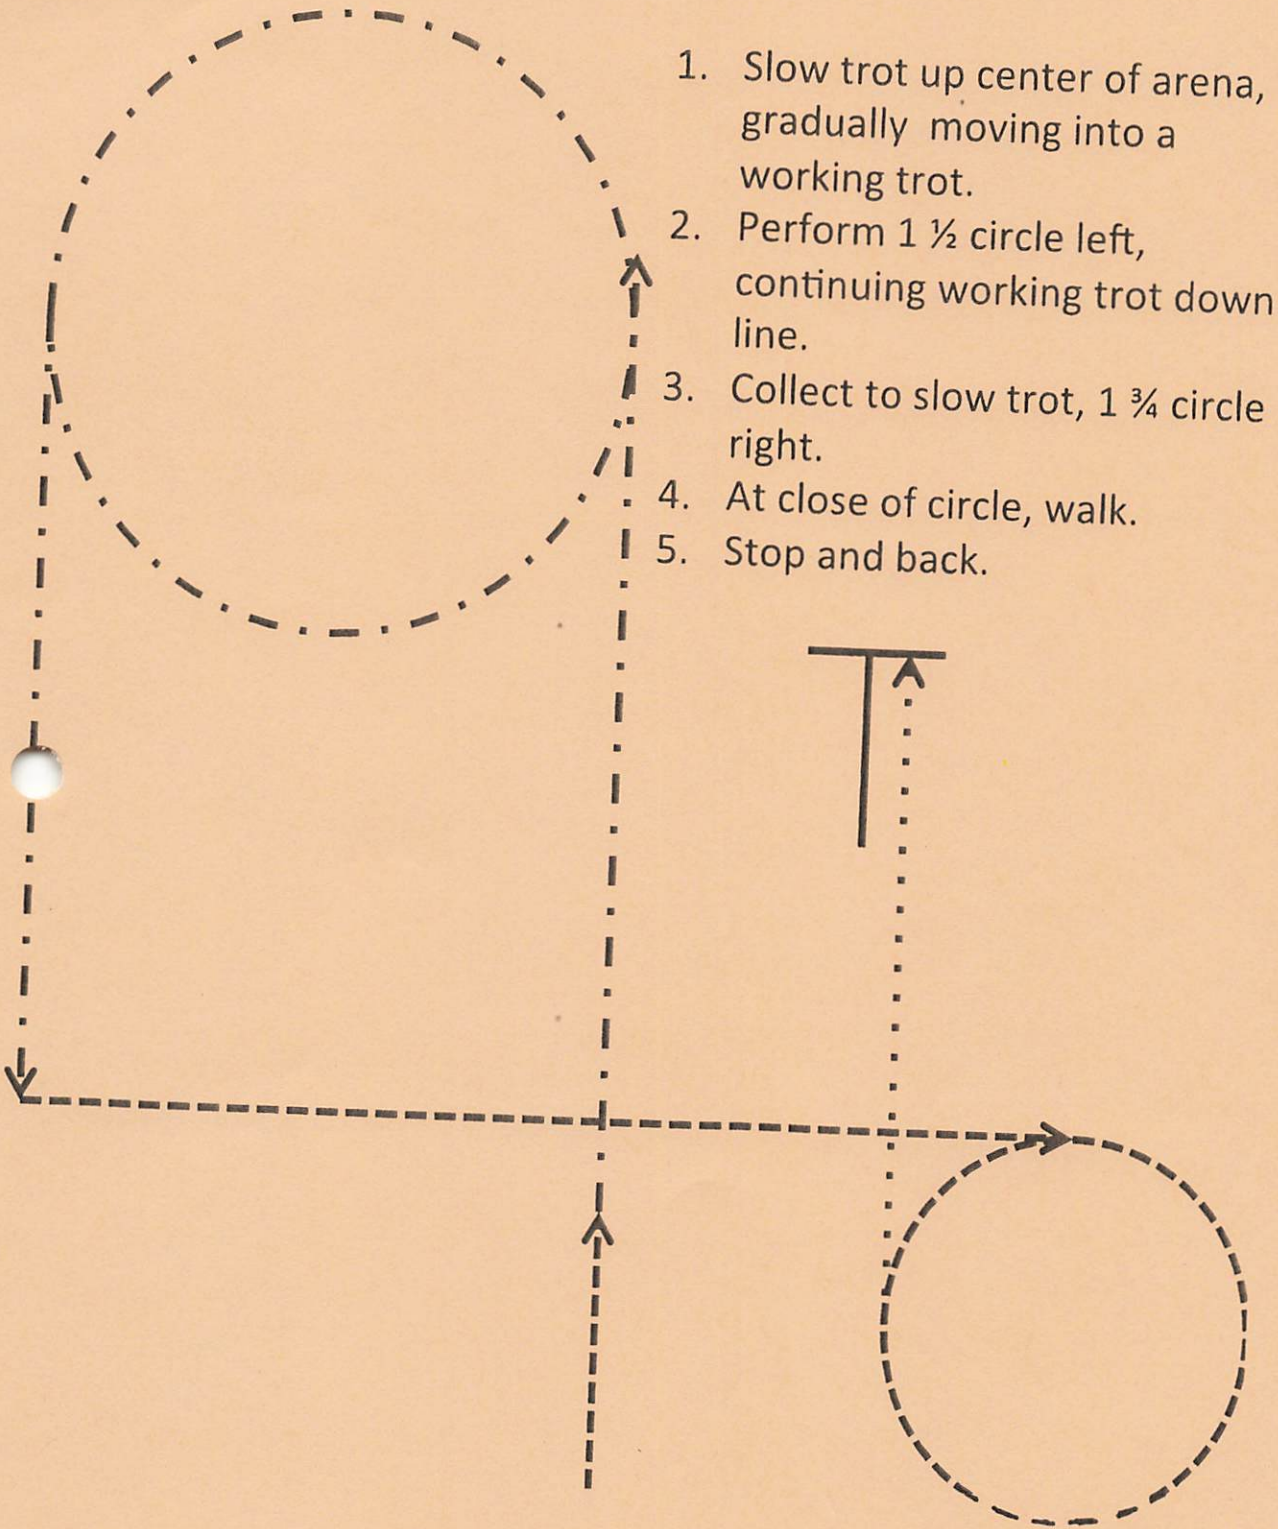 1. Slow trot up center of arena,
gradually moving into a
working trot.
2. Perform 1 ½ circle left,
continuing working trot down
line.
3. Collect to slow trot, 1 ¾ circle
right.
4. At close of circle, walk.
5. Stop and back.